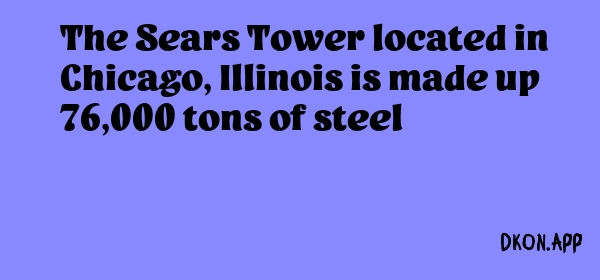 The Sears Tower located in
Chicago, Illinois is made up
76,000 tons of steel
DKON.APP